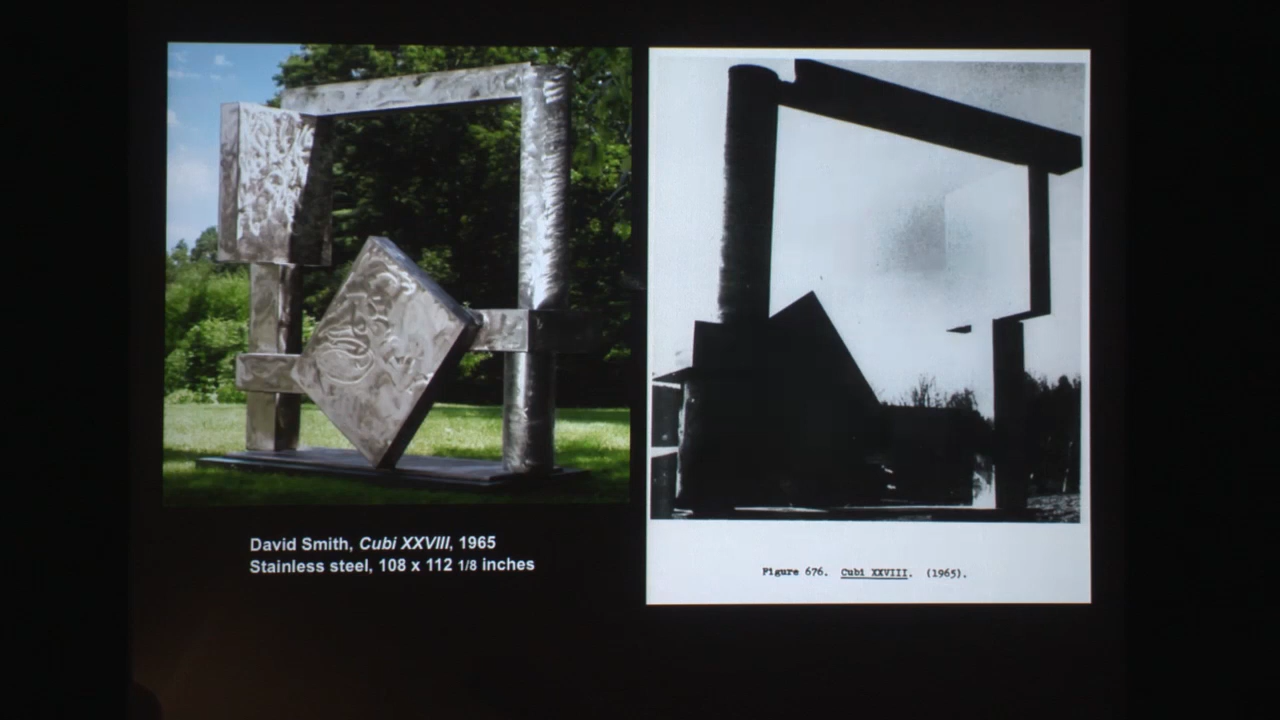 David Smith, Cubi XXVIII, 1965
Stainless steel, 108 x 112 1/8 inches
Figure 676. Cubi XXVIII. (1965).